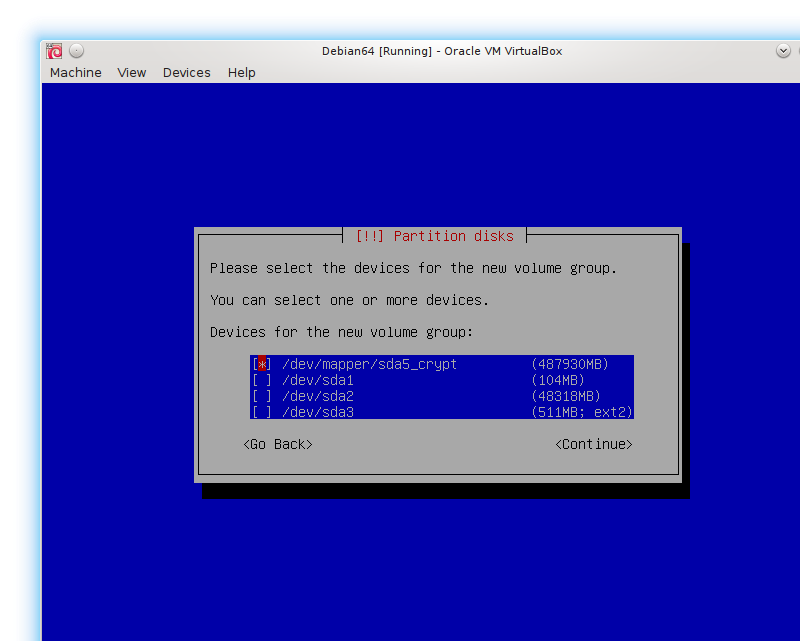 Debian64 [Running] - Oracle VM VirtualBox
Machine View Devices Help
[!!] Partition disks
Please select the devices for the new volume group.
You can select one or more devices.
Devices for the new volume group:
[*] /dev/mapper/sda5_crypt (487930MB)
[ ] /dev/sda1 (104MB)
[ ] /dev/sda2 (48318MB)
[ ] /dev/sda3 (511MB; ext2)
<Go Back> <Continue>